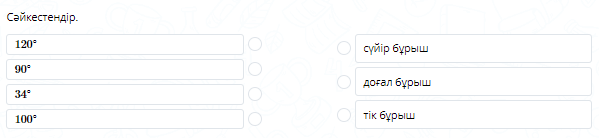 Сәйкестендір.
120°
90°
34°
100°
сүйір бұрыш
доғал бұрыш
тік бұрыш